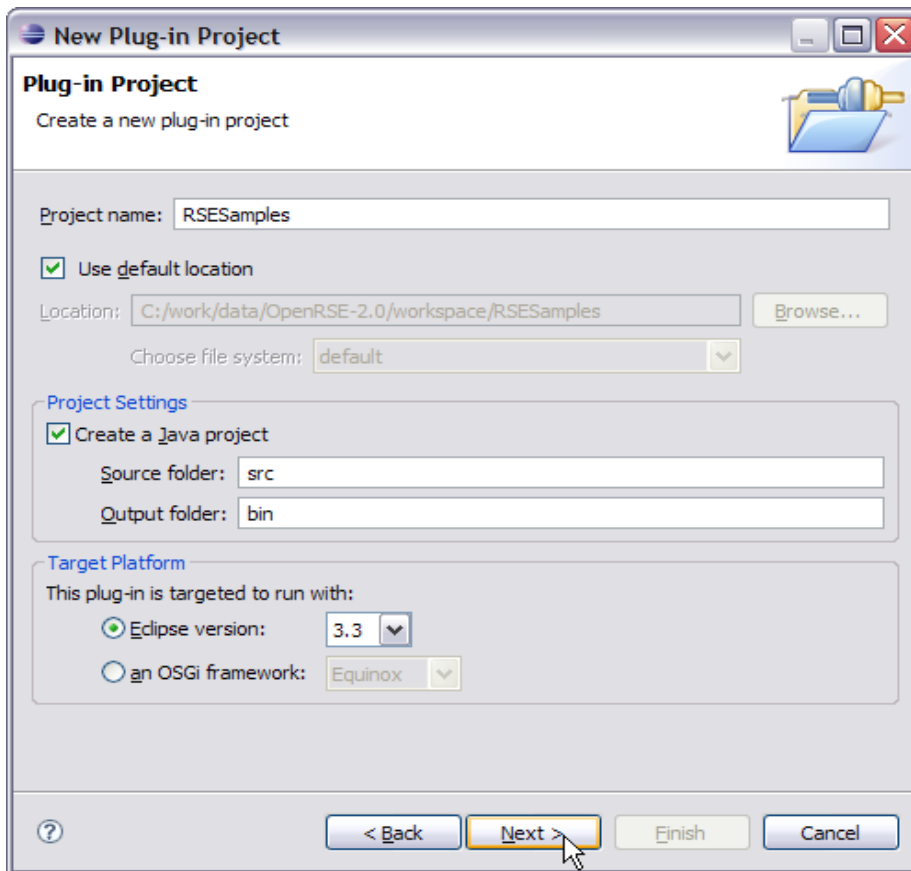 New Plug-in Project
Plug-in Project
Create a new plug-in project
Project name: RSESamples
Use default location
Location: C:/work/data/OpenRSE-2.0/workspace/RSESamples Browse...
Choose file system: default
Project Settings
Create a Java project
Source folder: src
Output folder: bin
Target Platform
This plug-in is targeted to run with:
Eclipse version: 3.3
an OSGi framework: Equinox
? < Back Next > Finish Cancel